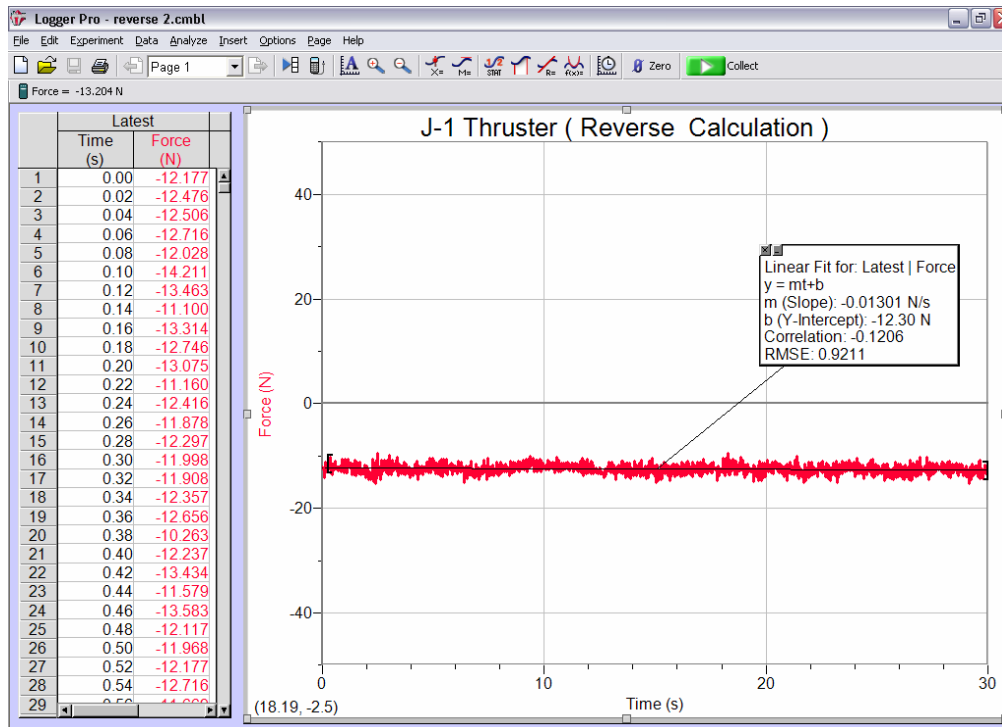 Logger Pro - reverse 2.cmbl
File Edit Experiment Data Analyze Insert Options Page Help
Page 1 X= M= STAT R= f(x)= 0 Zero Collect
Force = -13.204 N
Latest
Time Force
(s) (N)
1 0.00 -12.177
2 0.02 -12.476
3 0.04 -12.506
4 0.06 -12.716
5 0.08 -12.028
6 0.10 -14.211
7 0.12 -13.463
8 0.14 -11.100
9 0.16 -13.314
10 0.18 -12.746
11 0.20 -13.075
12 0.22 -11.160
13 0.24 -12.416
14 0.26 -11.878
15 0.28 -12.297
16 0.30 -11.998
17 0.32 -11.908
18 0.34 -12.357
19 0.36 -12.656
20 0.38 -10.263
21 0.40 -12.237
22 0.42 -13.434
23 0.44 -11.579
24 0.46 -13.583
25 0.48 -12.117
26 0.50 -11.968
27 0.52 -12.177
28 0.54 -12.716
29
J-1 Thruster ( Reverse Calculation )
40
20
0
-20
-40
Force (N)
Linear Fit for: Latest | Force
y = mt+b
m (Slope): -0.01301 N/s
b (Y-Intercept): -12.30 N
Correlation: -0.1206
RMSE: 0.9211
0 10 20 30
Time (s)
(18.19, -2.5)